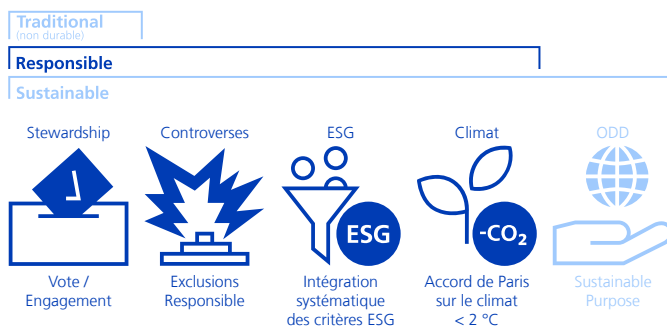 Traditional
(non durable)
Responsible
Sustainable
Stewardship
Controverses
ESG
Climat
ODD
ESG
-CO₂
Vote /
Engagement
Exclusions
Responsible
Intégration
systématique
des critères ESG
Accord de Paris
sur le climat
< 2 °C
Sustainable
Purpose